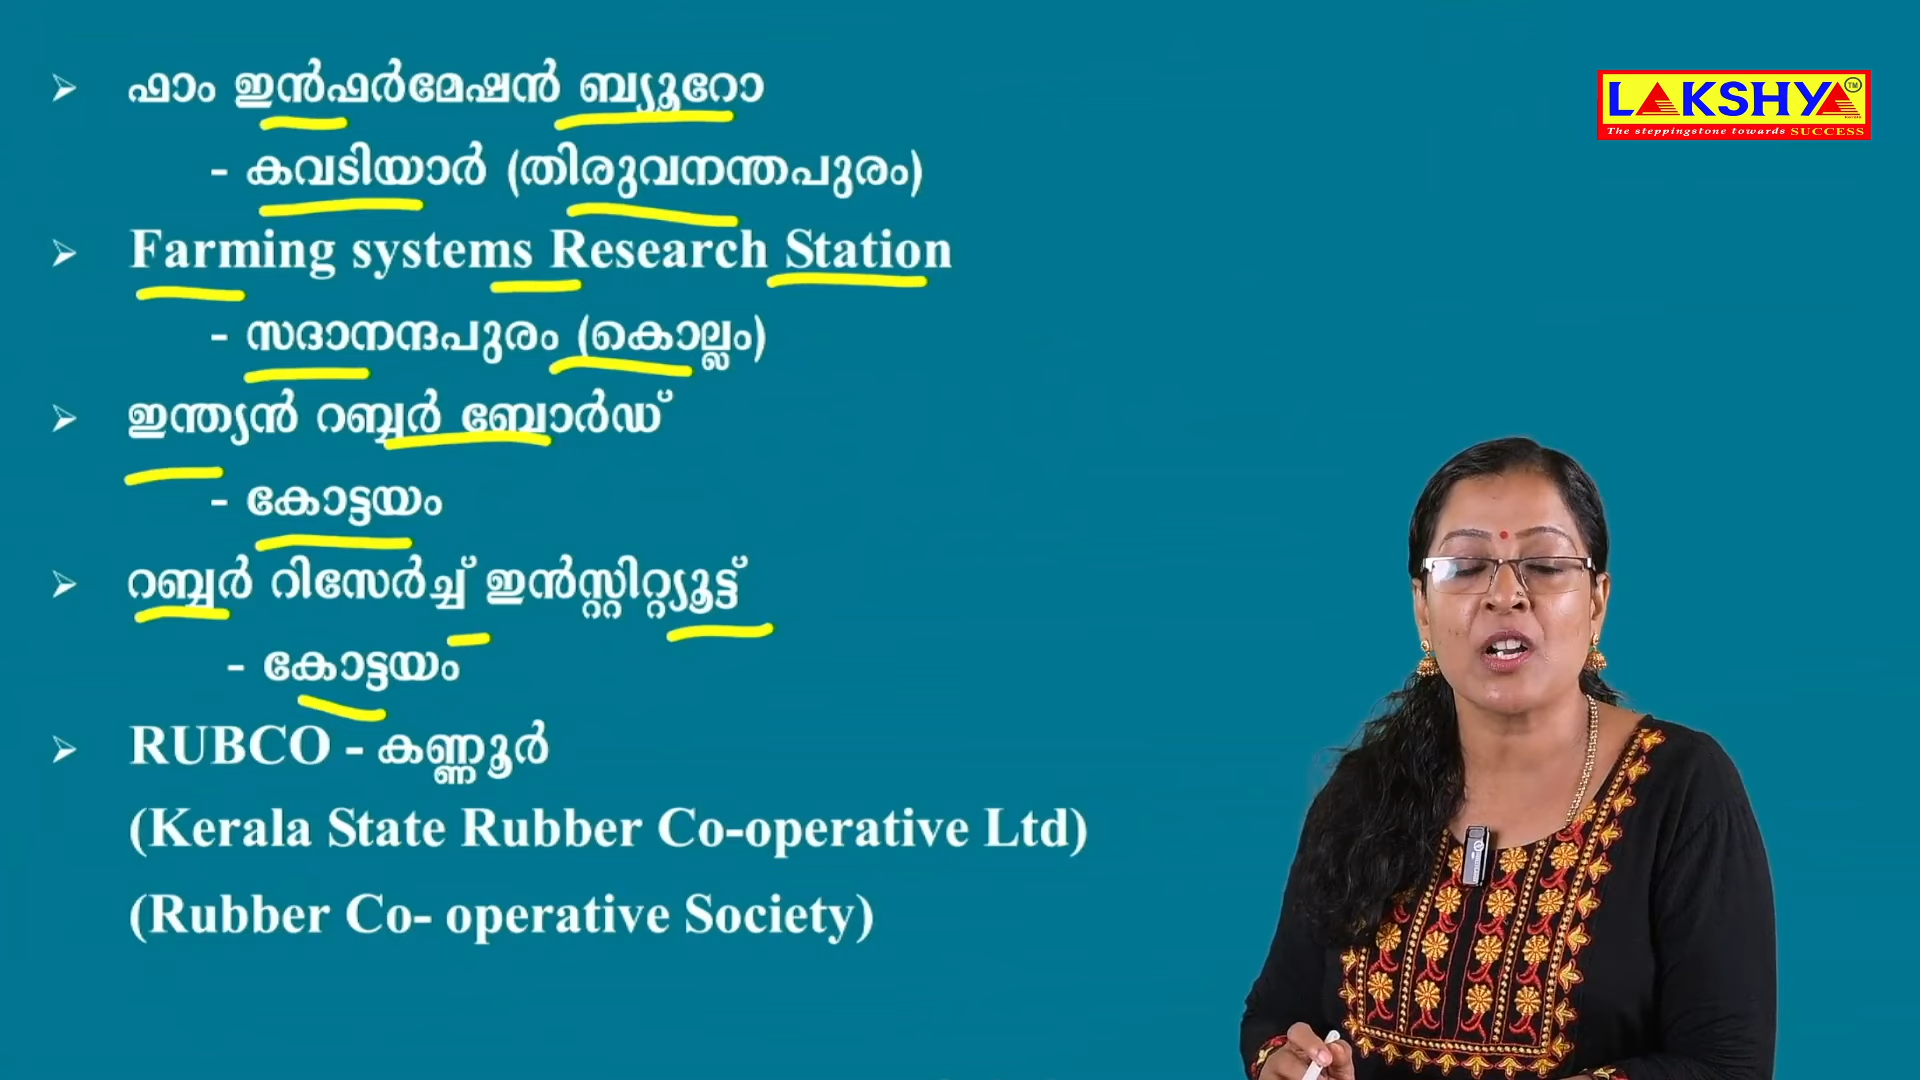 ഫാം ഇൻഫർമേഷൻ ബ്യൂറോ
- കവടിയാർ (തിരുവനന്തപുരം)
Farming systems Research Station
- സദാനന്ദപുരം (കൊല്ലം)
ഇന്ത്യൻ റബ്ബർ ബോർഡ്
- കോട്ടയം
റബ്ബർ റിസേർച്ച് ഇൻസ്റ്റിറ്റ്യൂട്ട്
- കോട്ടയം
RUBCO - കണ്ണൂർ
(Kerala State Rubber Co-operative Ltd)
(Rubber Co- operative Society)
LAKSHYA TM
The steppingstone towards SUCCESS